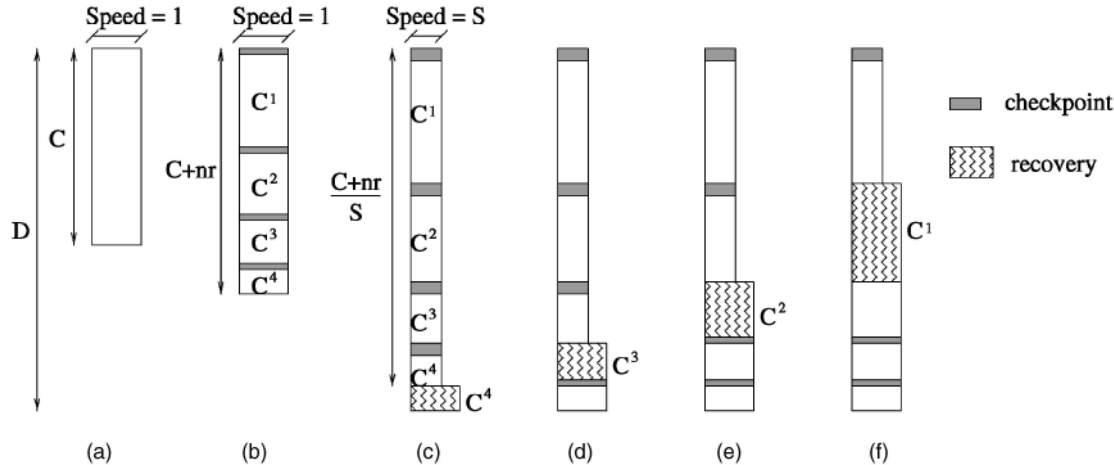 Speed = 1
Speed = 1
Speed = S
C
D
C+nr
C¹
C²
C³
C⁴
C+nr
S
C¹
C²
C³
C⁴
C⁴
C³
C²
C¹
checkpoint
recovery
(a)
(b)
(c)
(d)
(e)
(f)